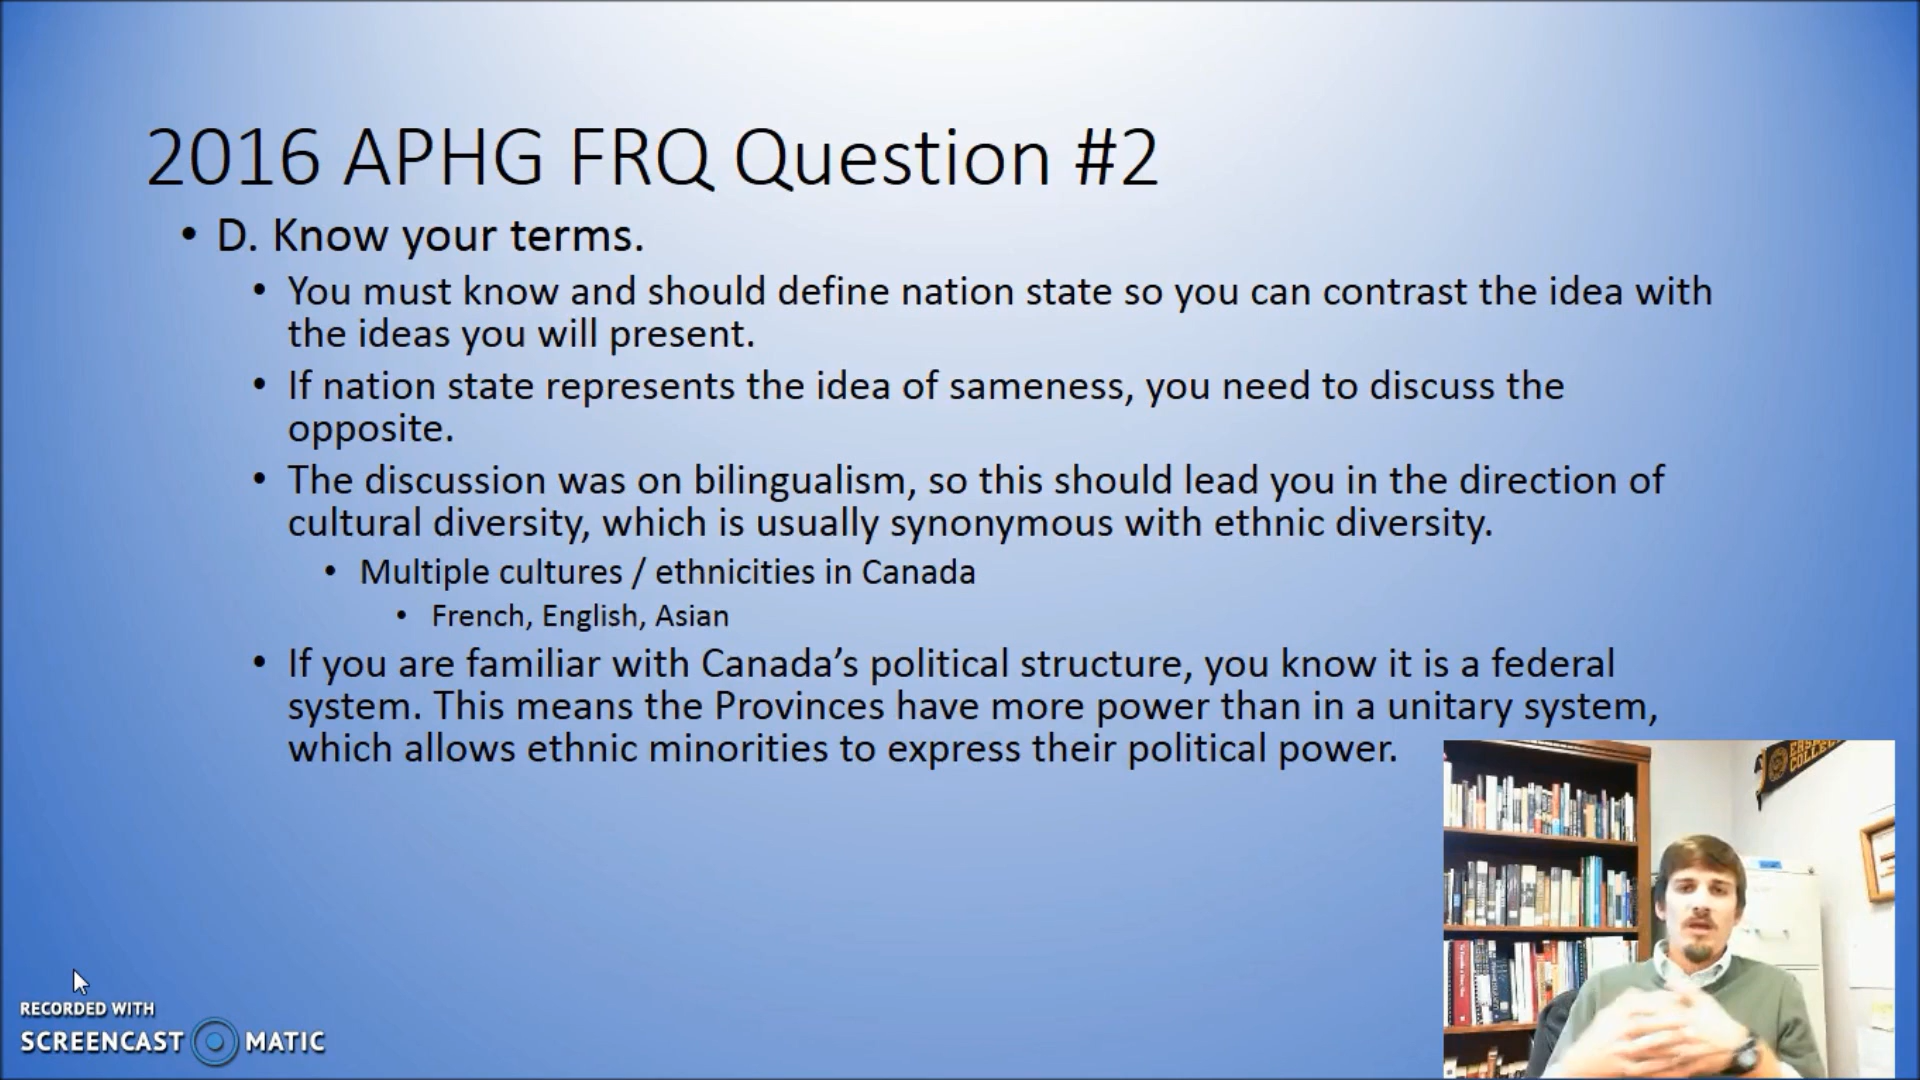 2016 APHG FRQ Question #2
• D. Know your terms.
• You must know and should define nation state so you can contrast the idea with
the ideas you will present.
• If nation state represents the idea of sameness, you need to discuss the
opposite.
• The discussion was on bilingualism, so this should lead you in the direction of
cultural diversity, which is usually synonymous with ethnic diversity.
• Multiple cultures / ethnicities in Canada
• French, English, Asian
• If you are familiar with Canada’s political structure, you know it is a federal
system. This means the Provinces have more power than in a unitary system,
which allows ethnic minorities to express their political power.
RECORDED WITH
SCREENCAST MATIC